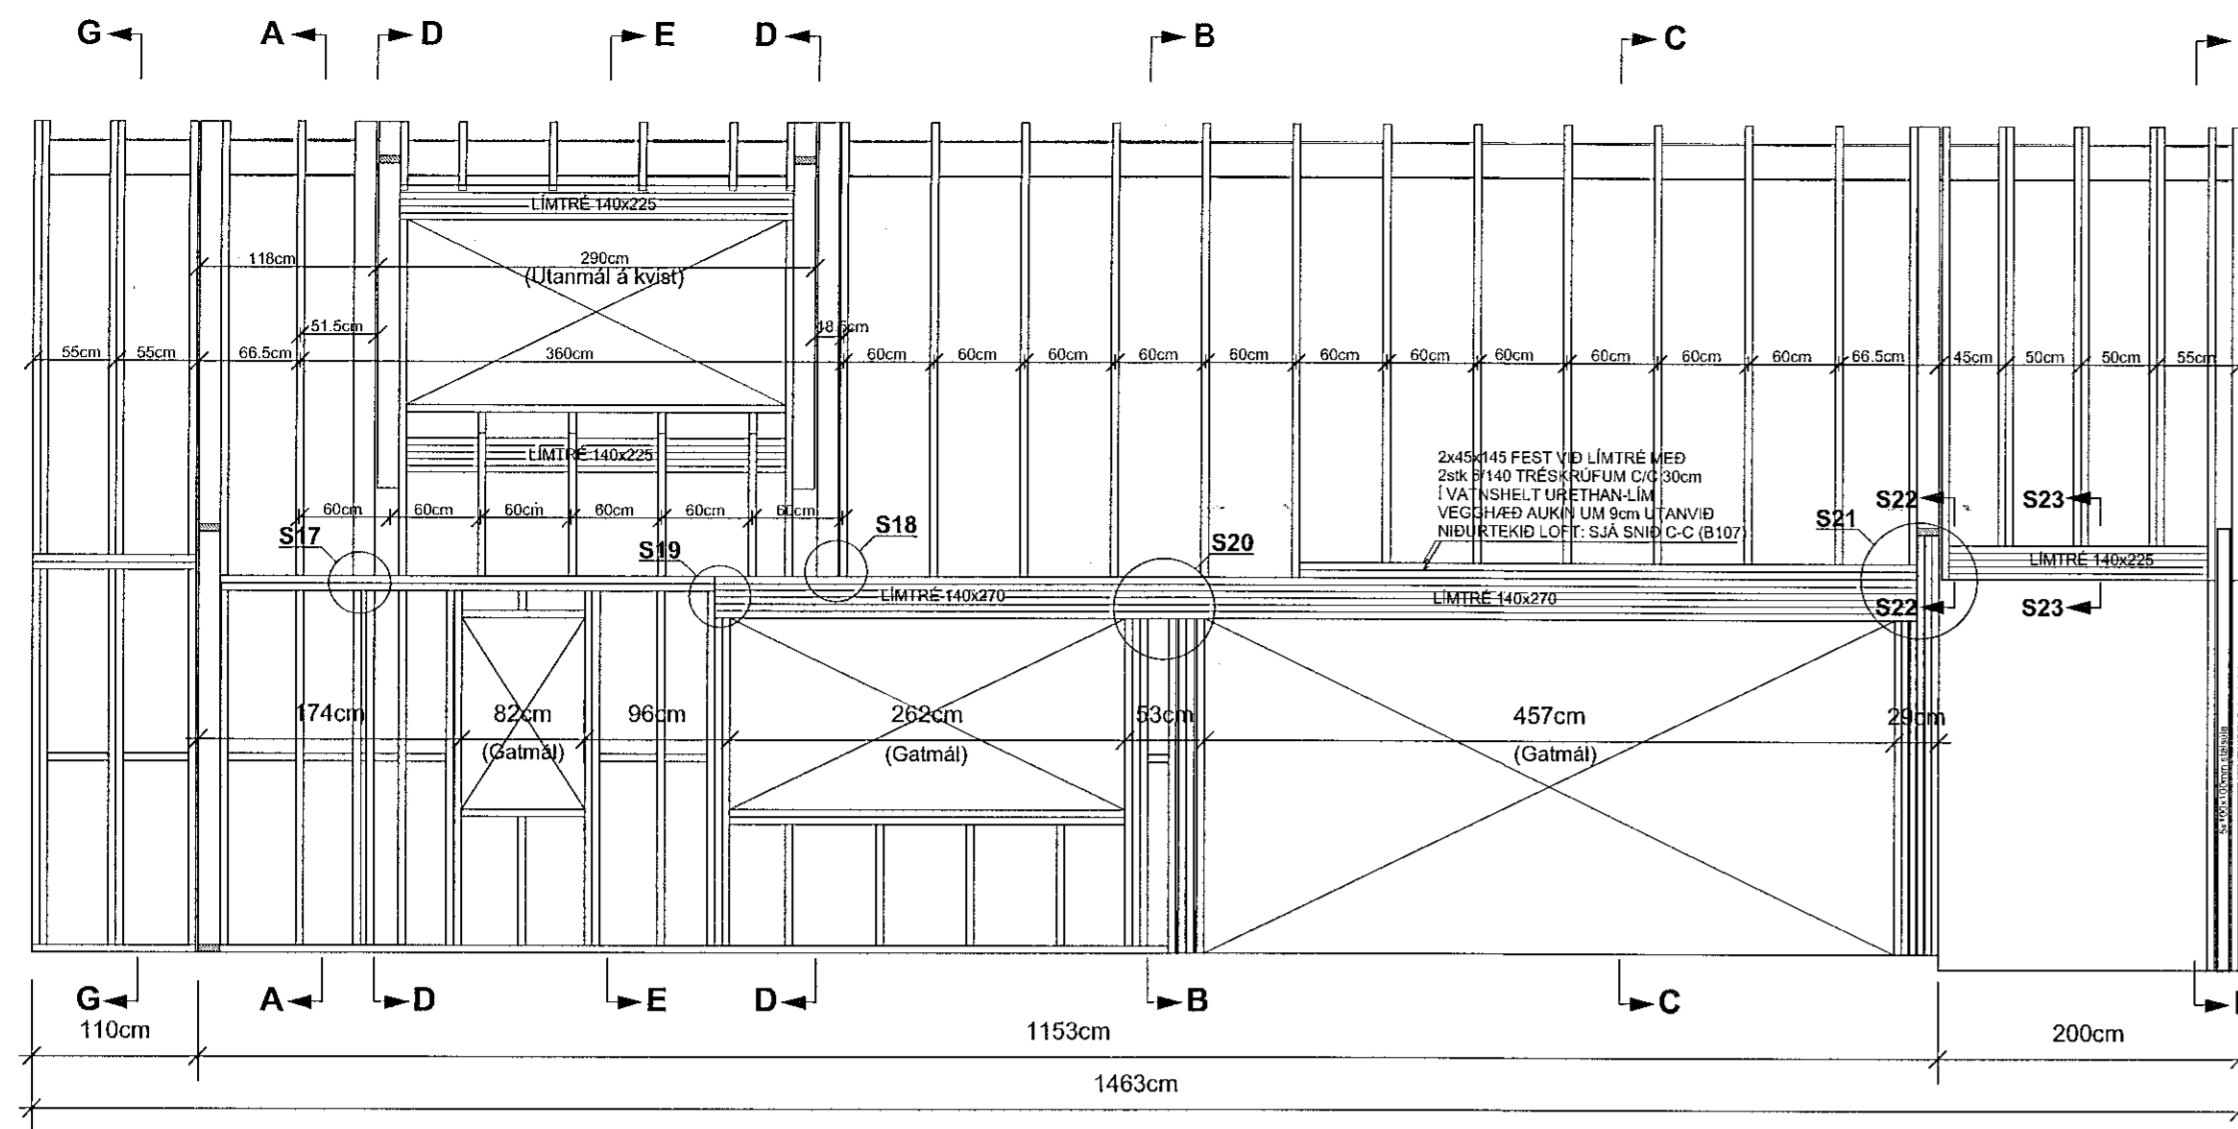 G A D E D B C
LÍMTRÉ 140x225
118cm 290cm
(Utanmál á kvist)
51.5cm 18.5cm
55cm 55cm 66.5cm 360cm 60cm 60cm 60cm 60cm 60cm 60cm 60cm 60cm 60cm 60cm 60cm 66.5cm 45cm 50cm 50cm 55cm
LÍMTRÉ 140x225
2x45x145 FEST VIÐ LÍMTRÉ MEÐ
2stk 6/140 TRÉSKRÚFUM C/C 30cm
Í VATNSHELT URETHAN-LÍM
VEGGHÆÐ AUKIN UM 9cm UTANVIÐ
NIÐURTEKIÐ LOFT: SJÁ SNIÐ C-C (B107)
60cm 60cm 60cm 60cm 60cm 60cm
S17 S19 S18 S20 S21 S22 S23
LÍMTRÉ 140x225
LÍMTRÉ 140x270 LÍMTRÉ 140x270
S22 S23
174cm 82cm 96cm 262cm 53cm 457cm 29cm
(Gatmál) (Gatmál) (Gatmál)
5x100x100mm stálsúla
G A D E D B C
110cm 1153cm 200cm
1463cm